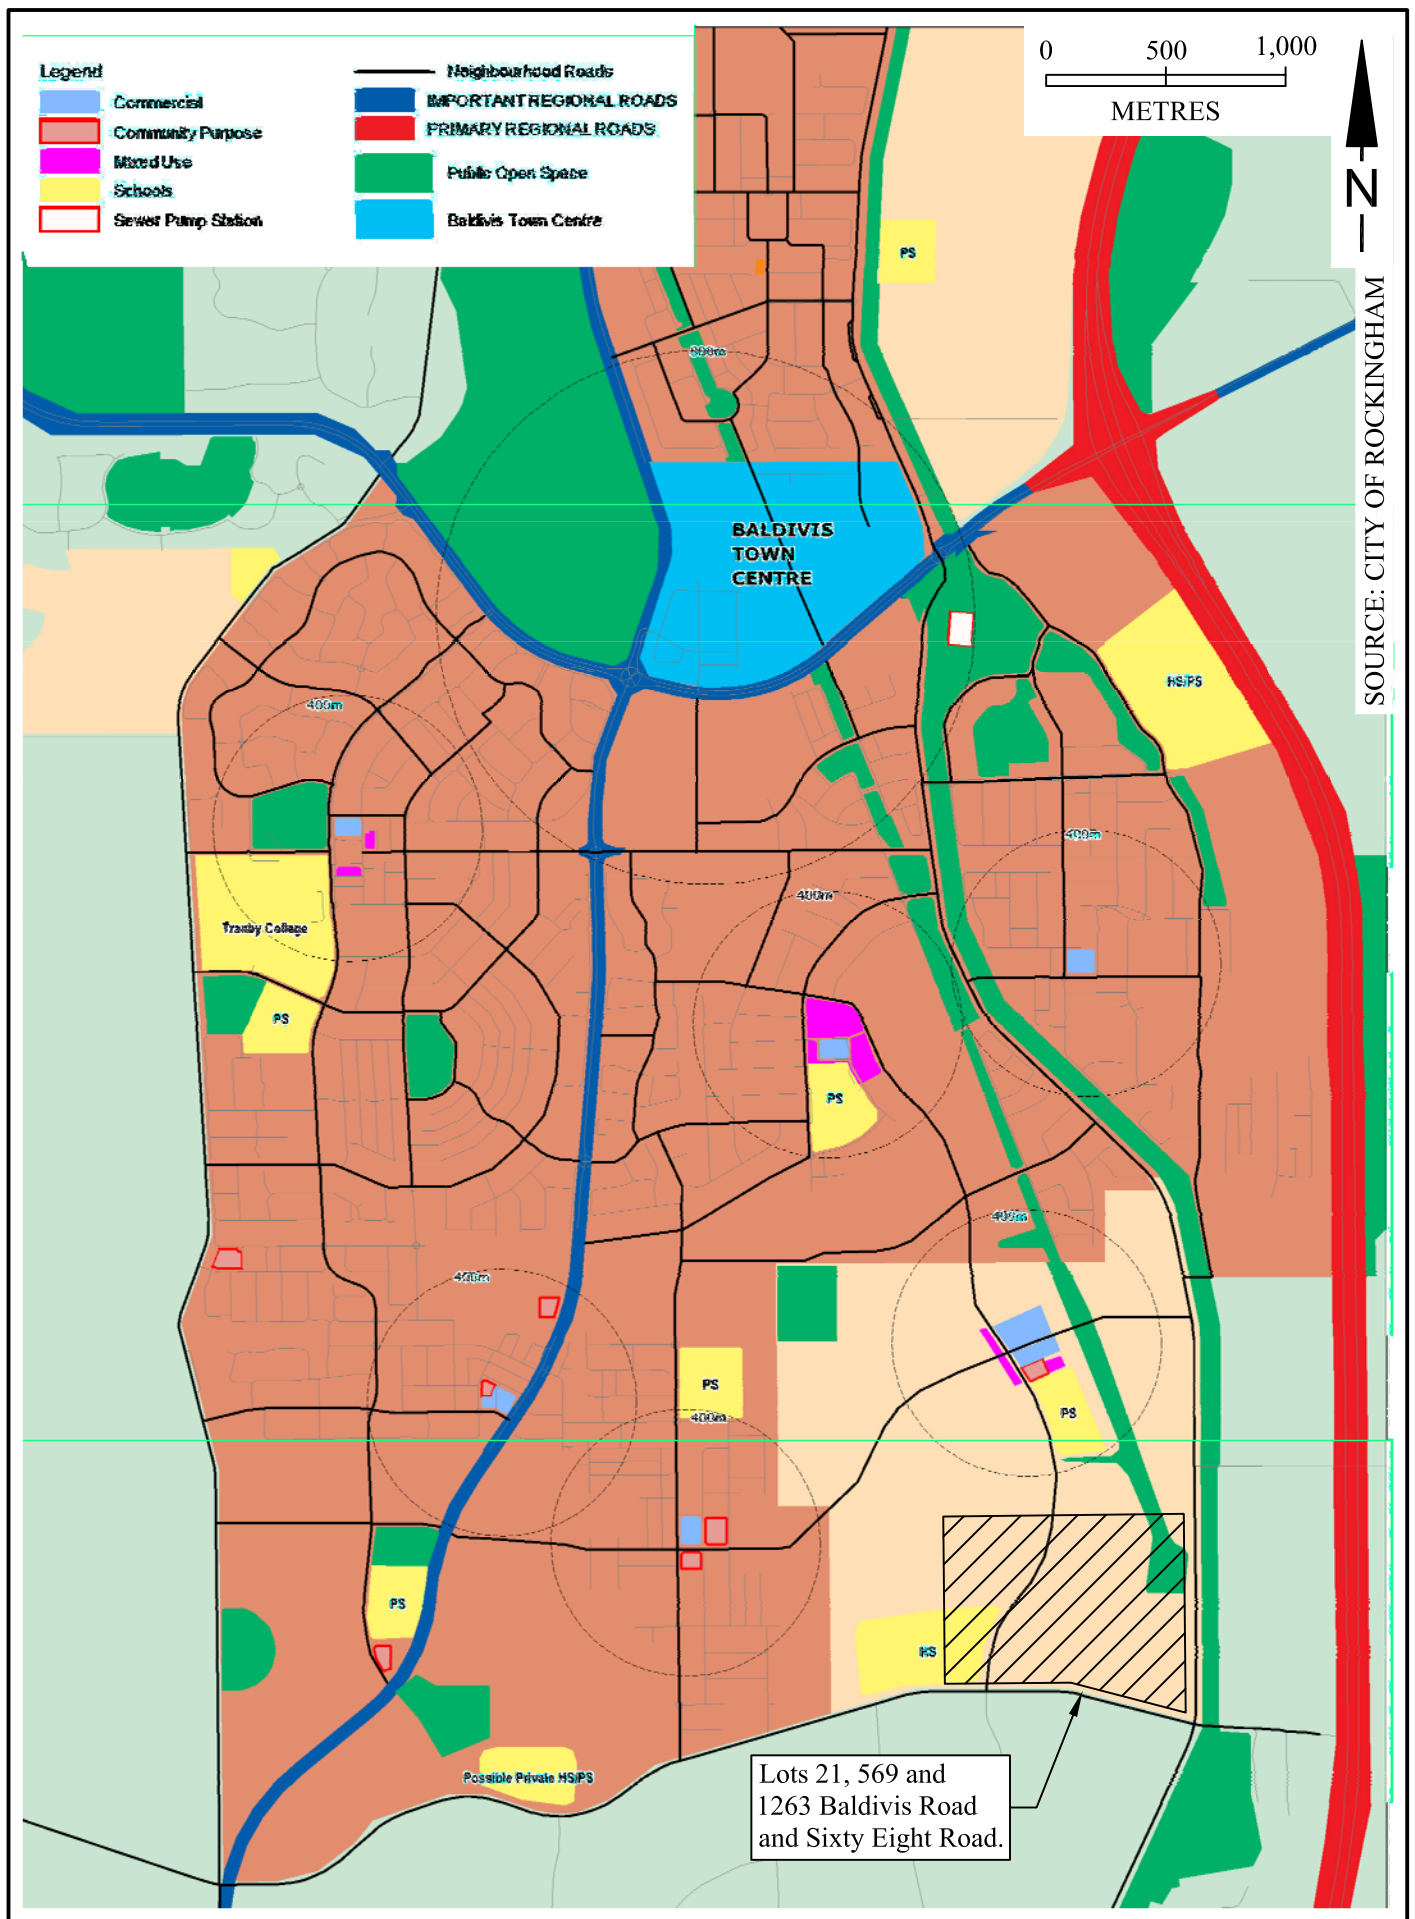 Legend
Commercial
Community Purpose
Mixed Use
Schools
Sewer Pump Station
Neighbourhood Roads
IMPORTANT REGIONAL ROADS
PRIMARY REGIONAL ROADS
Public Open Space
Baldivis Town Centre
0 500 1,000
METRES
N
SOURCE: CITY OF ROCKINGHAM
PS
800m
BALDIVIS
TOWN
CENTRE
HS/PS
400m
400m
400m
Tranby College
PS
PS
400m
400m
PS
400m
PS
PS
HS
Possible Private HS/PS
Lots 21, 569 and
1263 Baldivis Road
and Sixty Eight Road.